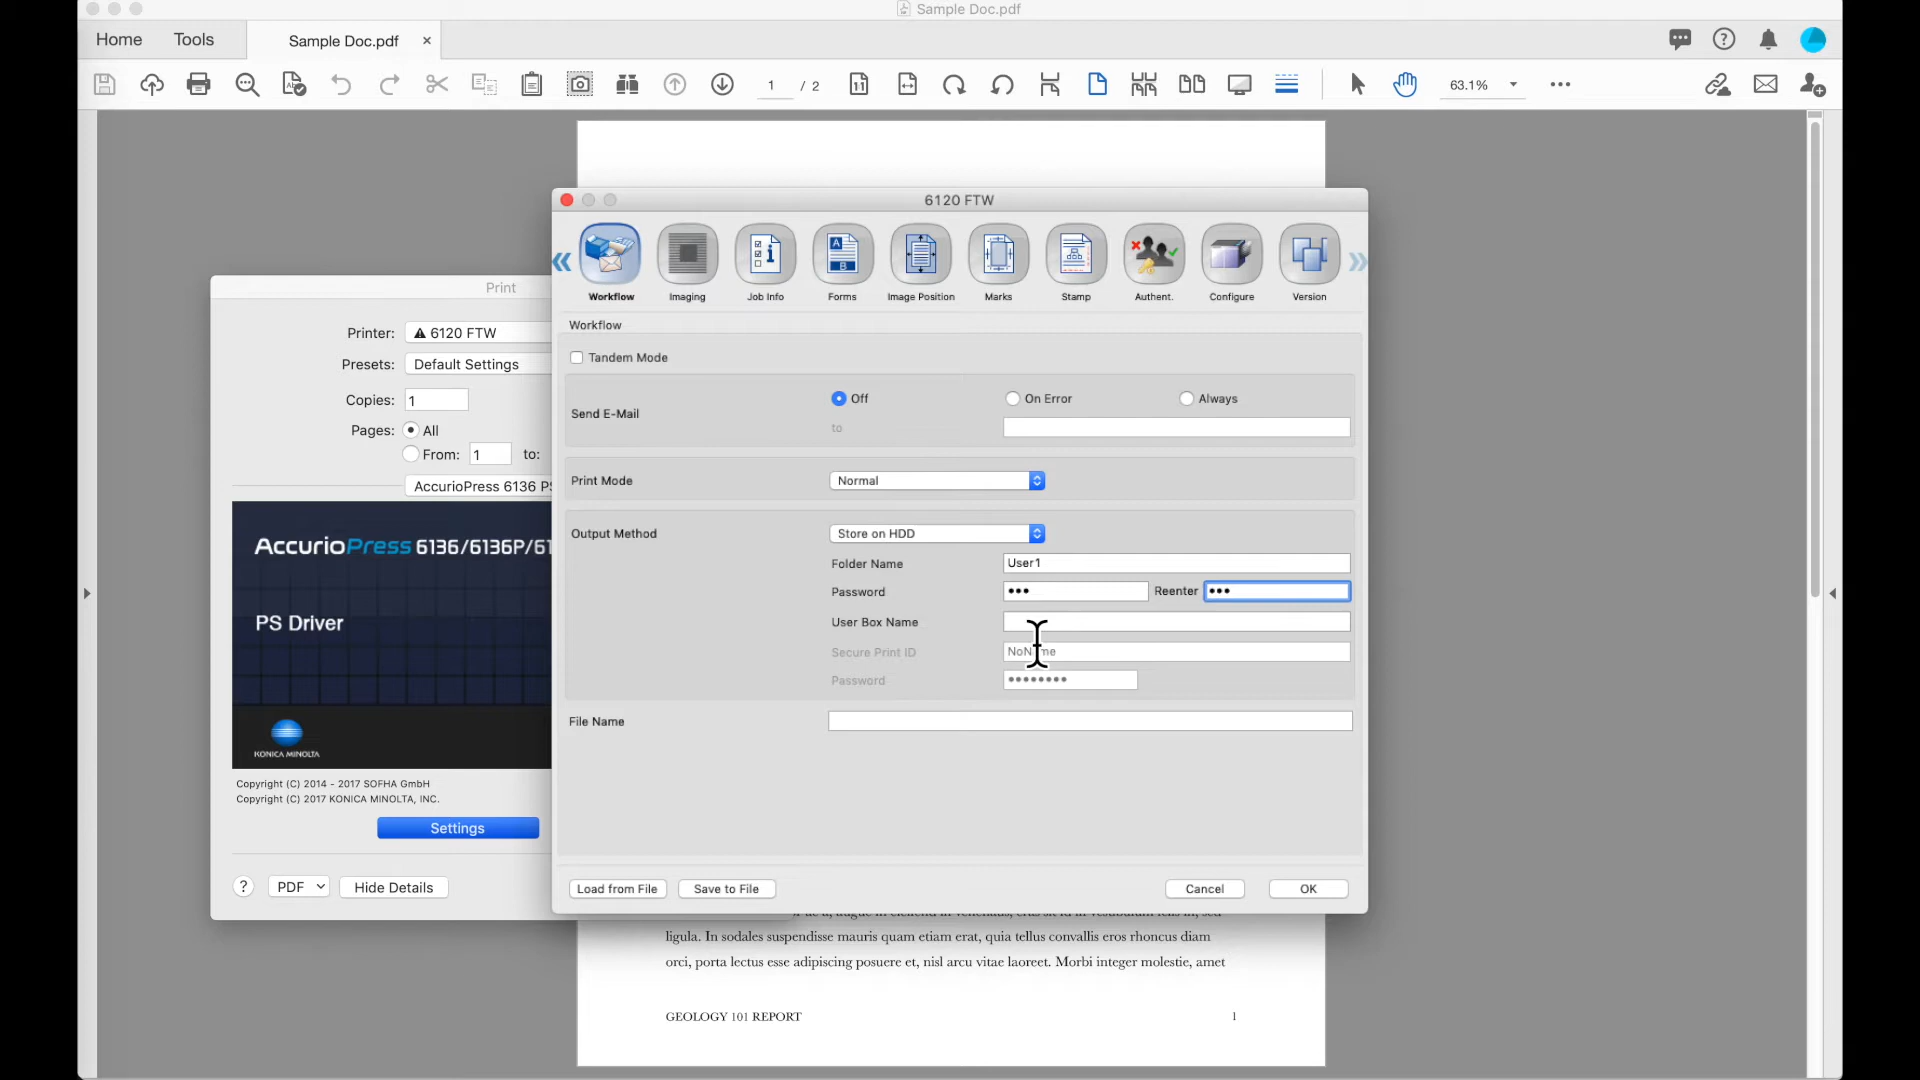 Sample Doc.pdf
Home Tools Sample Doc.pdf ×
1 / 2 63.1%
6120 FTW
Workflow Imaging Job Info Forms Image Position Marks Stamp Authent. Configure Version
Workflow
Tandem Mode
Send E-Mail Off On Error Always
to
Print Mode Normal
Output Method Store on HDD
Folder Name User1
Password ••• Reenter •••
User Box Name
Secure Print ID
Password ••••••••
File Name
Load from File Save to File Cancel OK
Print
Printer: 6120 FTW
Presets: Default Settings
Copies: 1
Pages: All
From: 1 to:
AccurioPress 6136
AccurioPress 6136/6136P/
PS Driver
KONICA MINOLTA
Copyright (C) 2014 - 2017 SOFHA GmbH
Copyright (C) 2017 KONICA MINOLTA, INC.
Settings
? PDF Hide Details
ligula. In sodales suspendisse mauris quam etiam erat, quia tellus convallis eros rhoncus diam
orci, porta lectus esse adipiscing posuere et, nisl arcu vitae laoreet. Morbi integer molestie, amet
GEOLOGY 101 REPORT 1